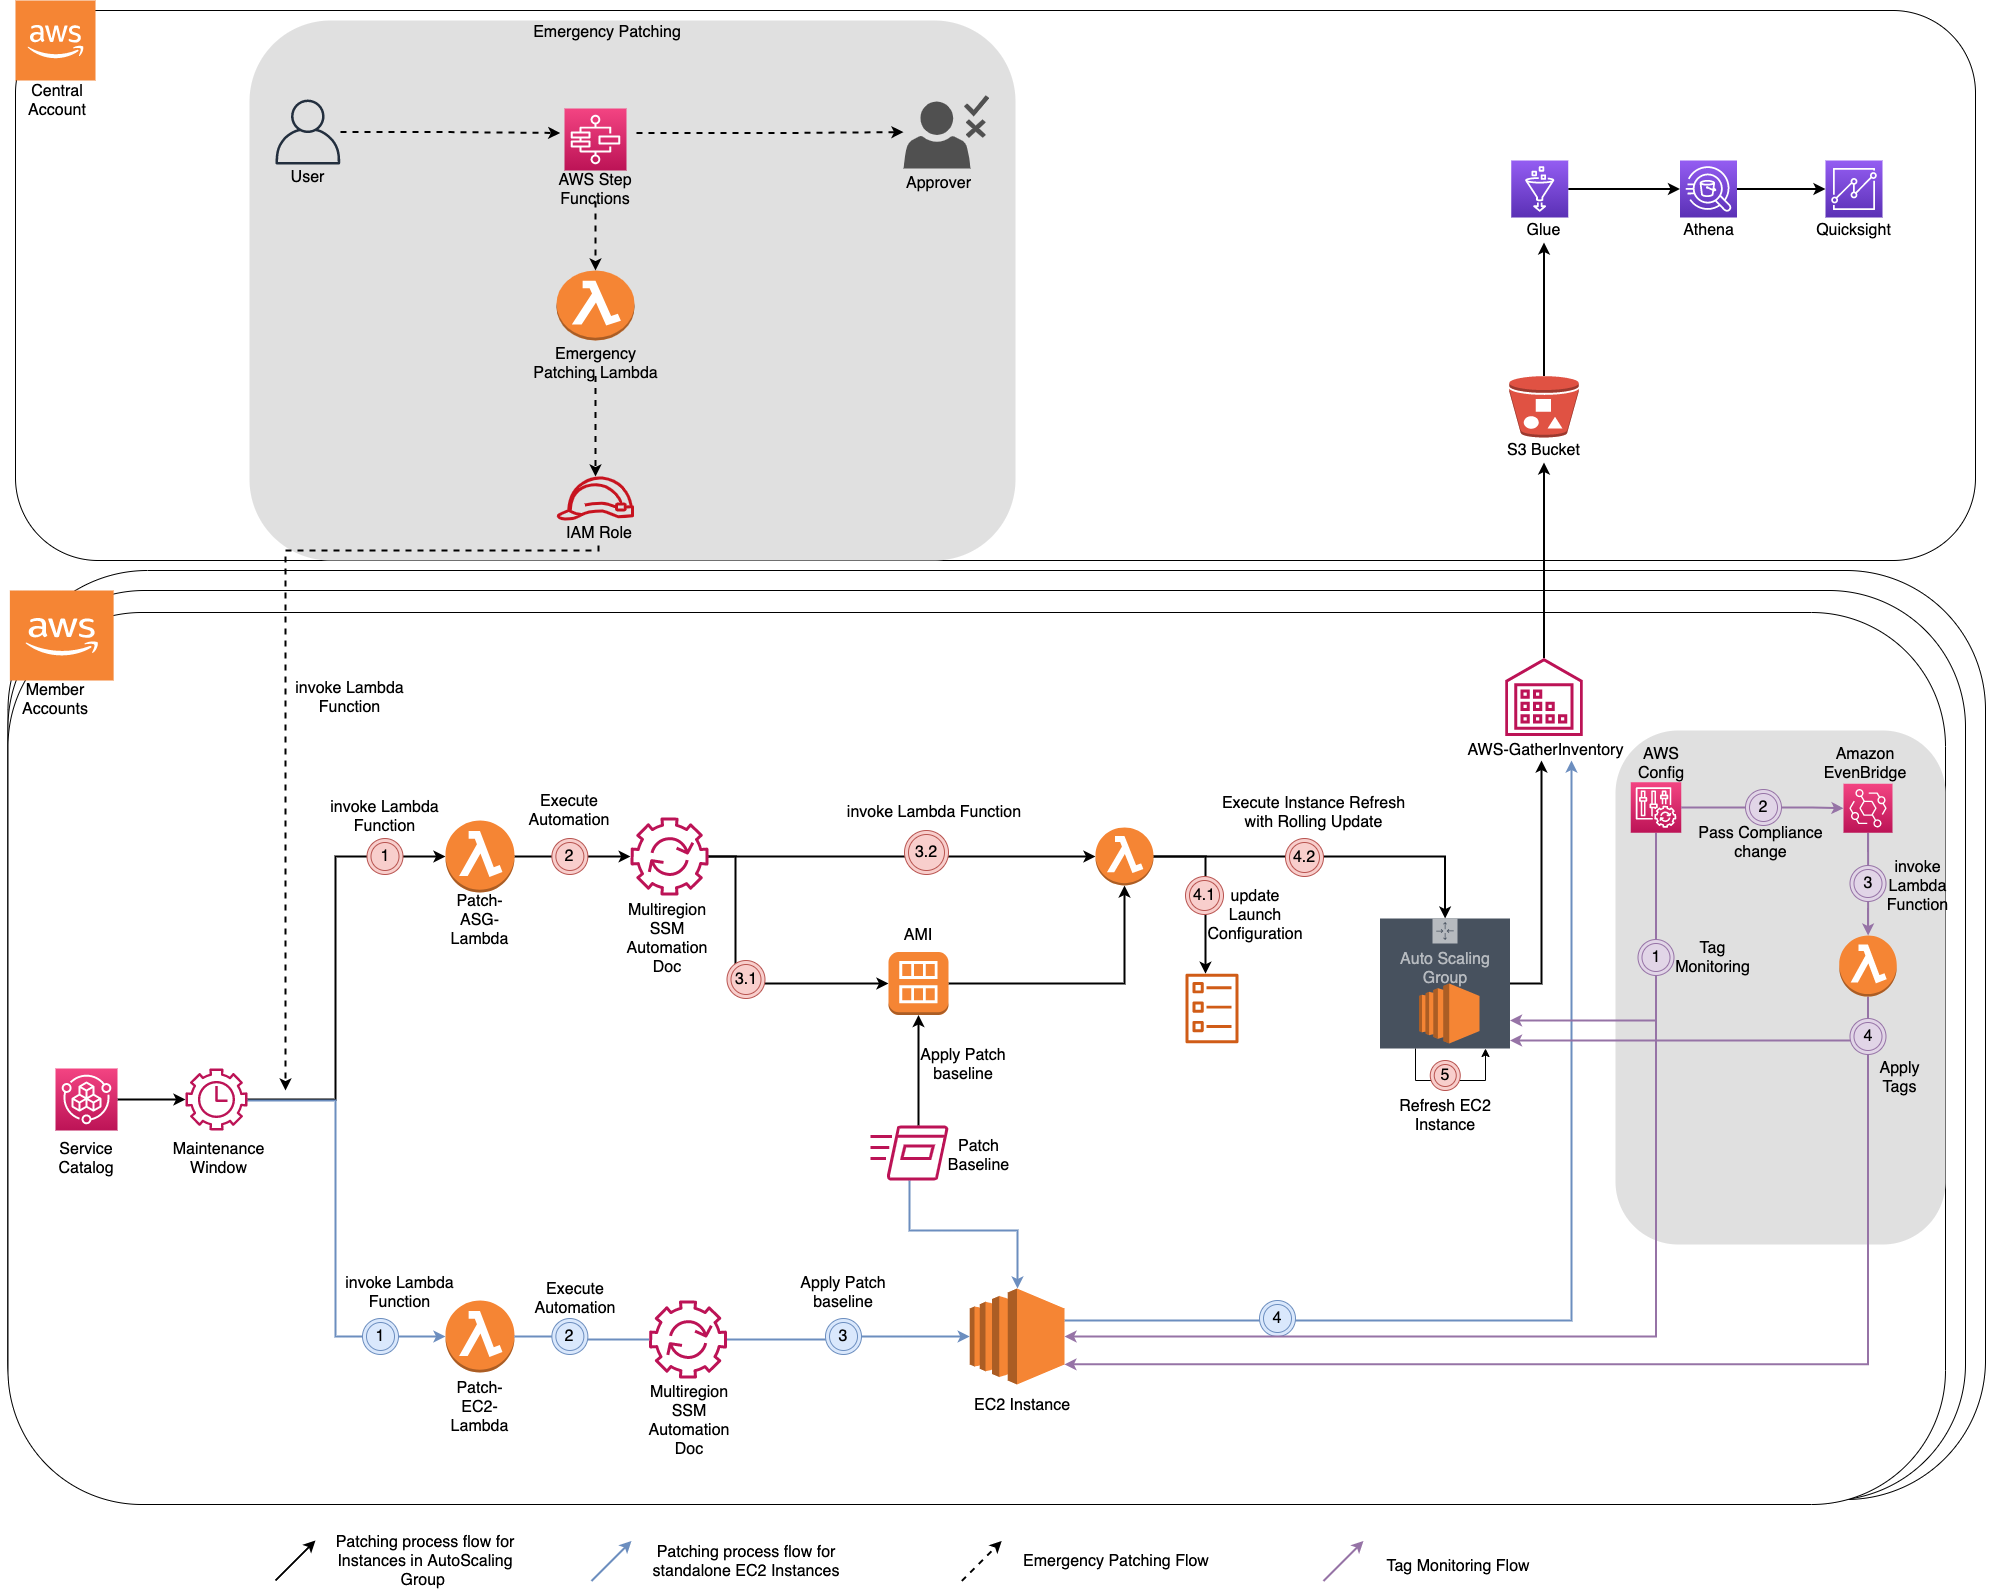 aws
Central
Account
Emergency Patching
User
AWS Step
Functions
Approver
Emergency
Patching Lambda
IAM Role
Glue
Athena
Quicksight
S3 Bucket
aws
Member
Accounts
invoke Lambda
Function
AWS-GatherInventory
AWS
Config
Amazon
EvenBridge
2
Pass Compliance
change
3
invoke
Lambda
Function
1
Tag
Monitoring
4
Apply
Tags
invoke Lambda
Function
1
Patch-
ASG-
Lambda
Execute
Automation
2
Multiregion
SSM
Automation
Doc
invoke Lambda Function
3.2
3.1
AMI
Execute Instance Refresh
with Rolling Update
4.2
4.1
update
Launch
Configuration
Auto Scaling
Group
5
Refresh EC2
Instance
Apply Patch
baseline
Patch
Baseline
Service
Catalog
Maintenance
Window
invoke Lambda
Function
1
Patch-
EC2-
Lambda
Execute
Automation
2
Multiregion
SSM
Automation
Doc
Apply Patch
baseline
3
EC2 Instance
4
Patching process flow for
Instances in AutoScaling
Group
Patching process flow for
standalone EC2 Instances
Emergency Patching Flow
Tag Monitoring Flow